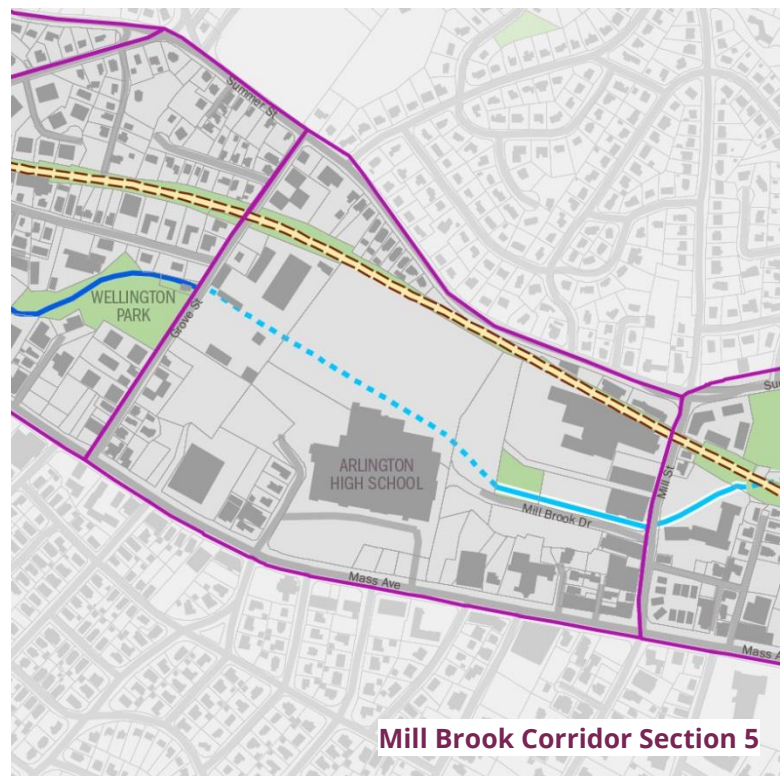 Summer St
WELLINGTON
PARK
Grove St
ARLINGTON
HIGH SCHOOL
Mill Brook Dr
Mill St
Su
Mass Ave
Mass A
Mill Brook Corridor Section 5